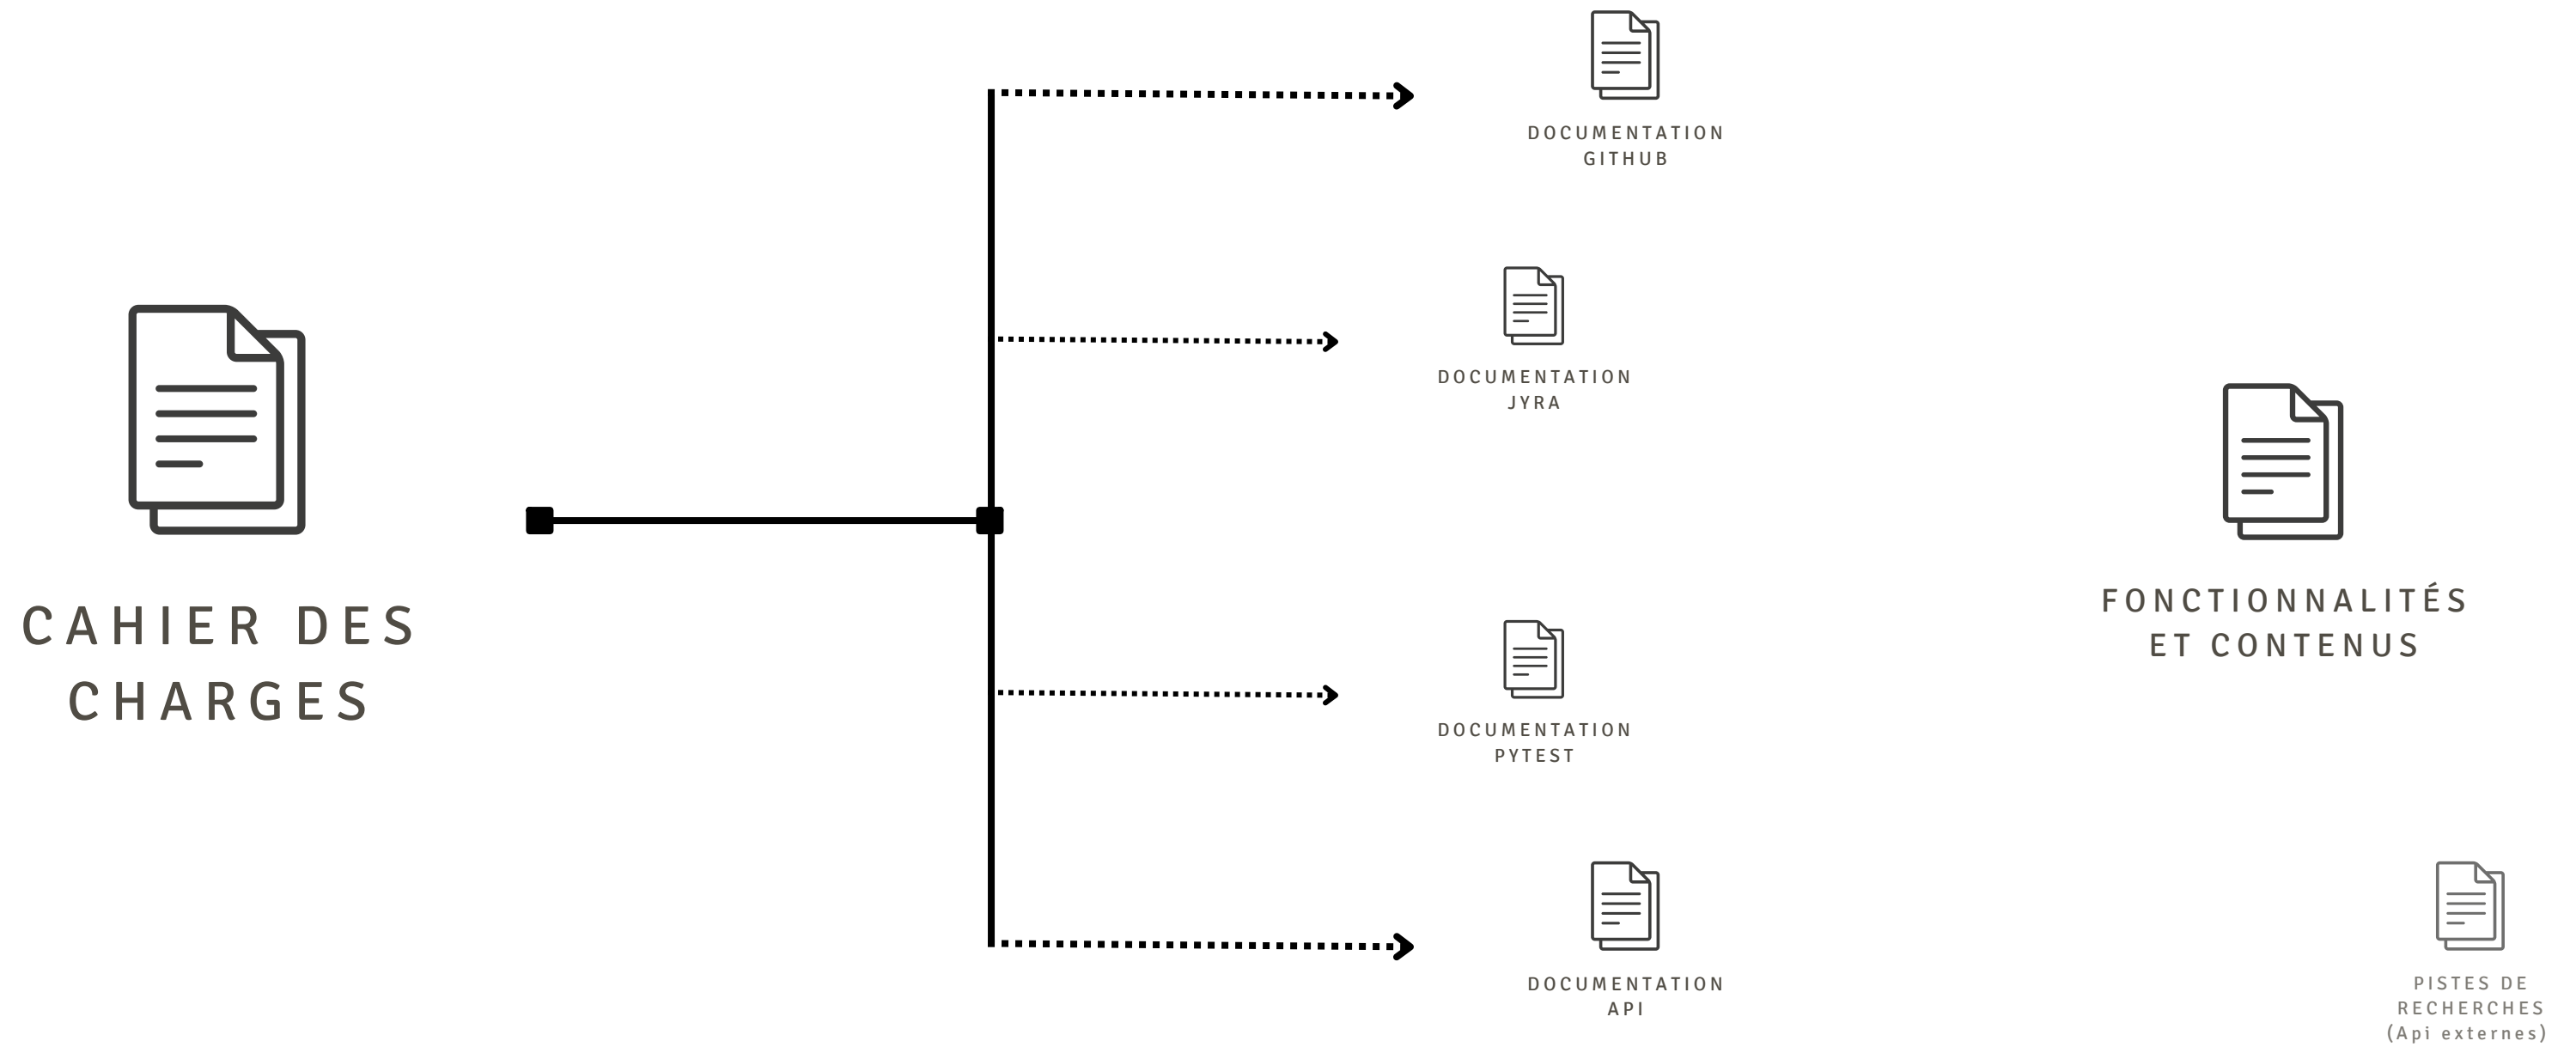 DOCUMENTATION
GITHUB
DOCUMENTATION
JYRA
CAHIER DES
CHARGES
FONCTIONNALITÉS
ET CONTENUS
DOCUMENTATION
PYTEST
DOCUMENTATION
API
PISTES DE
RECHERCHES
(Api externes)